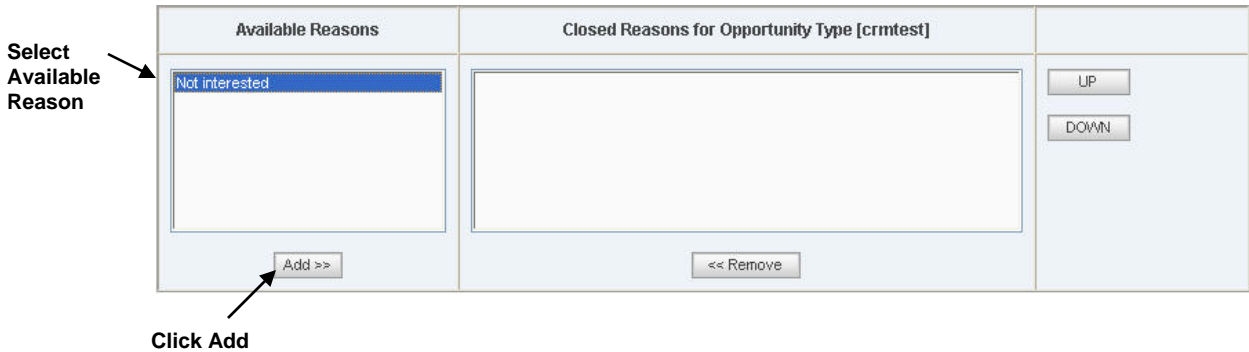 Available Reasons
Closed Reasons for Opportunity Type [crmtest]
Select
Available
Reason
Not interested
UP
DOWN
Add >>
<< Remove
Click Add